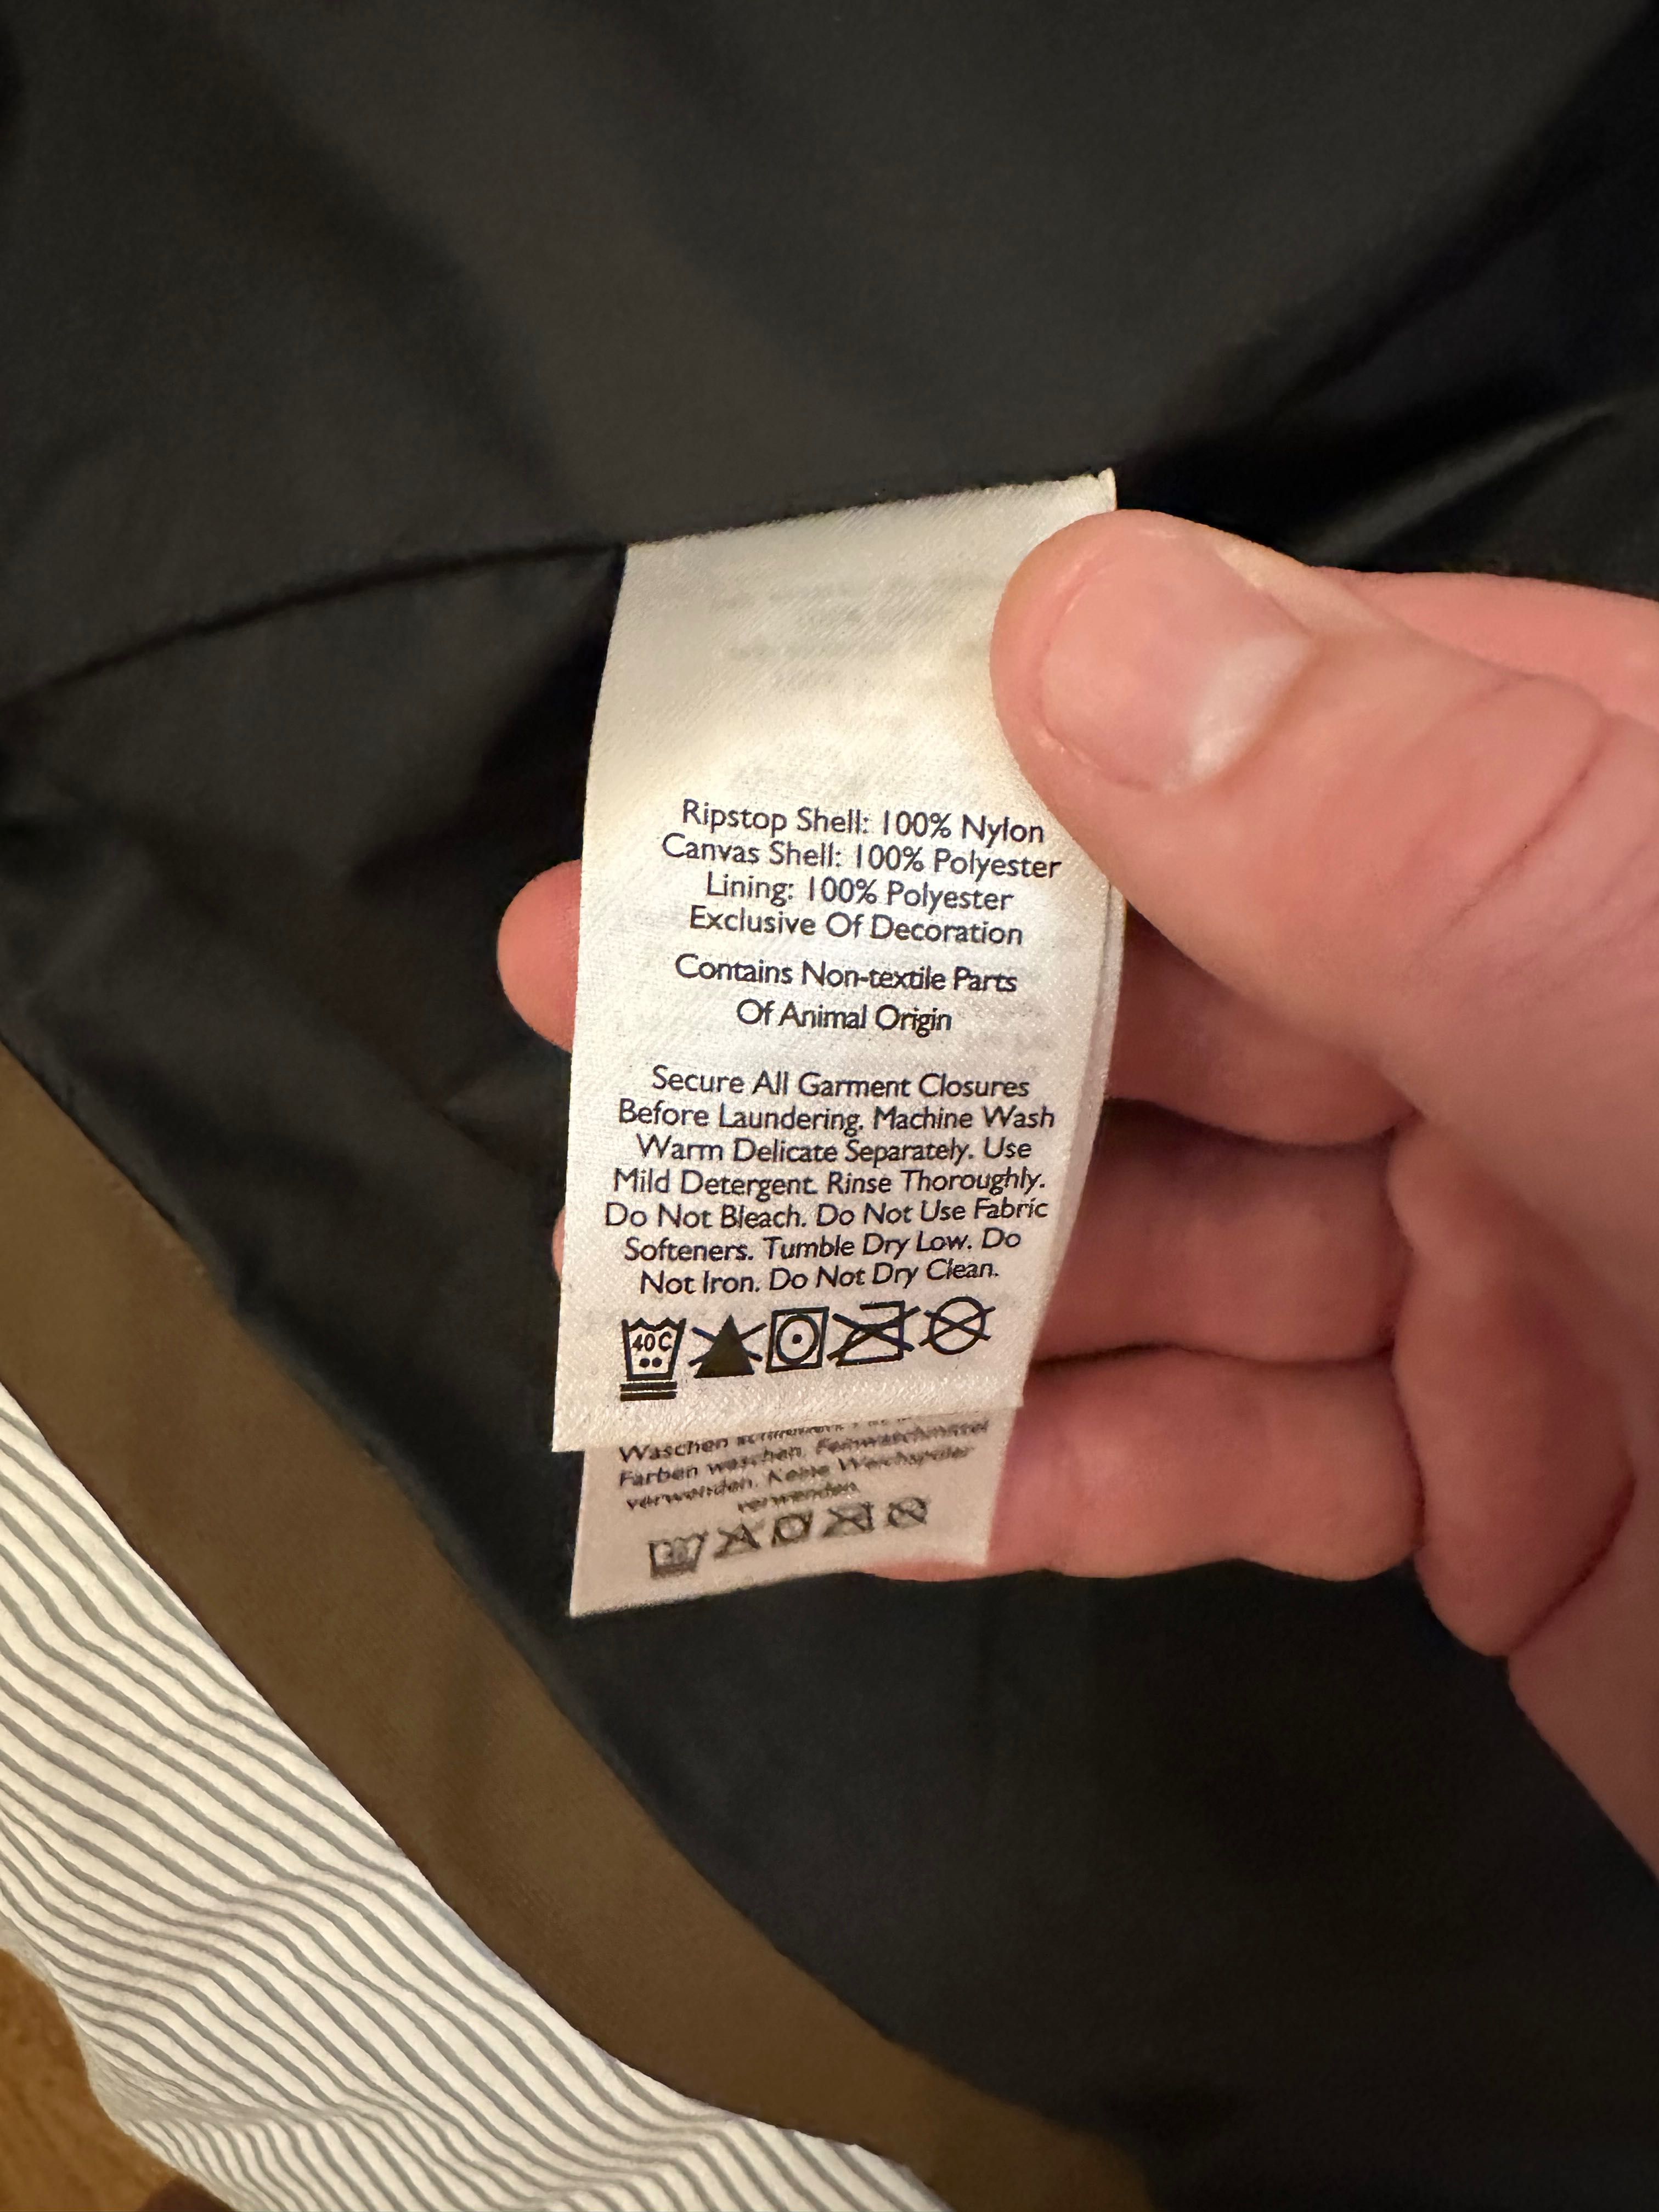 Ripstop Shell: 100% Nylon
Canvas Shell: 100% Polyester
Lining: 100% Polyester
Exclusive Of Decoration
Contains Non-textile Parts
Of Animal Origin
Secure All Garment Closures
Before Laundering. Machine Wash
Warm Delicate Separately. Use
Mild Detergent. Rinse Thoroughly.
Do Not Bleach. Do Not Use Fabric
Softeners. Tumble Dry Low. Do
Not Iron. Do Not Dry Clean.
40C
Waschen
Farben waschen. Feinwaschmittel
verwenden. Keine Weichspüler
verwenden.